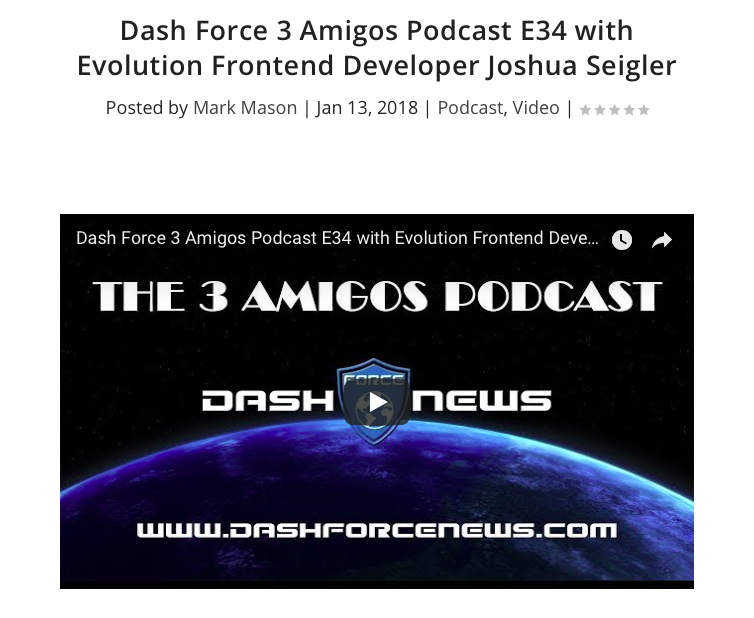 Dash Force 3 Amigos Podcast E34 with
Evolution Frontend Developer Joshua Seigler
Posted by Mark Mason | Jan 13, 2018 | Podcast, Video |
Dash Force 3 Amigos Podcast E34 with Evolution Frontend Deve...
THE 3 AMIGOS PODCAST
FORCE
DASH NEWS
WWW.DASHFORCENEWS.COM